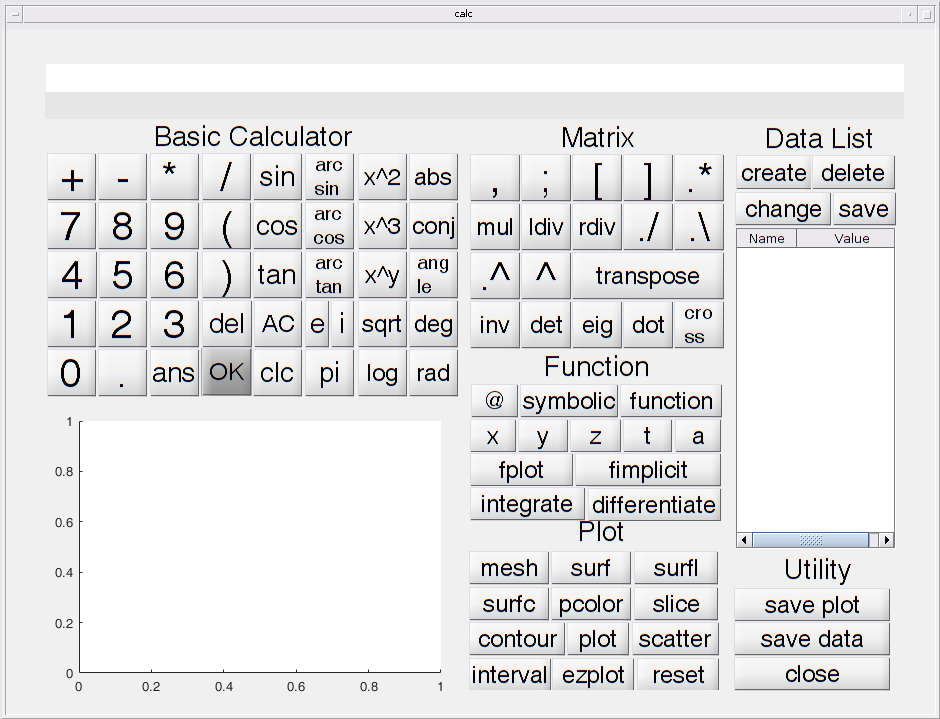 calc
Basic Calculator
+ - * / sin arc sin x^2 abs
7 8 9 ( cos arc cos x^3 conj
4 5 6 ) tan arc tan x^y ang le
1 2 3 del AC e i sqrt deg
0 . ans OK clc pi log rad
Matrix
, ; [ ] .*
mul ldiv rdiv ./ .\
.^ ^ transpose
inv det eig dot cro ss
Function
@ symbolic function
x y z t a
fplot fimplicit
integrate differentiate
Plot
mesh surf surfl
surfc pcolor slice
contour plot scatter
interval ezplot reset
Data List
create delete
change save
Name Value
Utility
save plot
save data
close
1
0.8
0.6
0.4
0.2
0
0 0.2 0.4 0.6 0.8 1